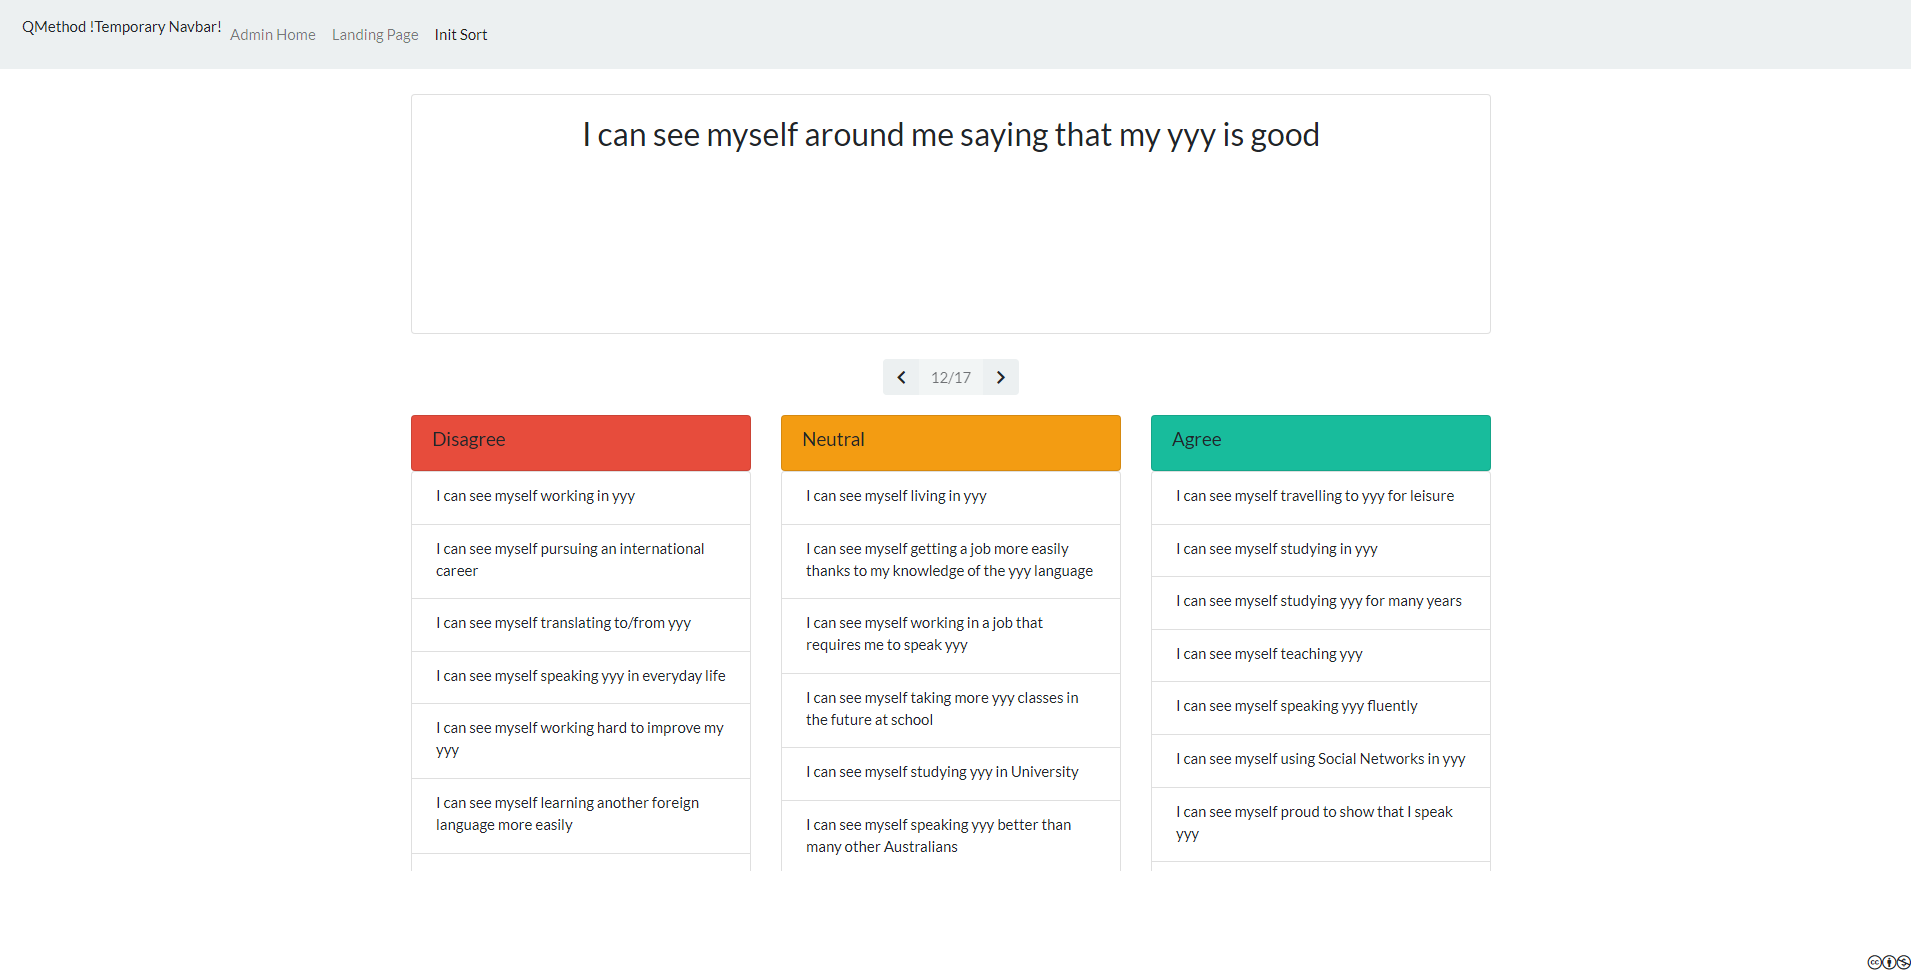 QMethod !Temporary Navbar!
Admin Home
Landing Page
Init Sort
I can see myself around me saying that my yyy is good
12/17
Disagree
I can see myself working in yyy
I can see myself pursuing an international
career
I can see myself translating to/from yyy
I can see myself speaking yyy in everyday life
I can see myself working hard to improve my
yyy
I can see myself learning another foreign
language more easily
Neutral
I can see myself living in yyy
I can see myself getting a job more easily
thanks to my knowledge of the yyy language
I can see myself working in a job that
requires me to speak yyy
I can see myself taking more yyy classes in
the future at school
I can see myself studying yyy in University
I can see myself speaking yyy better than
many other Australians
Agree
I can see myself travelling to yyy for leisure
I can see myself studying in yyy
I can see myself studying yyy for many years
I can see myself teaching yyy
I can see myself speaking yyy fluently
I can see myself using Social Networks in yyy
I can see myself proud to show that I speak
yyy